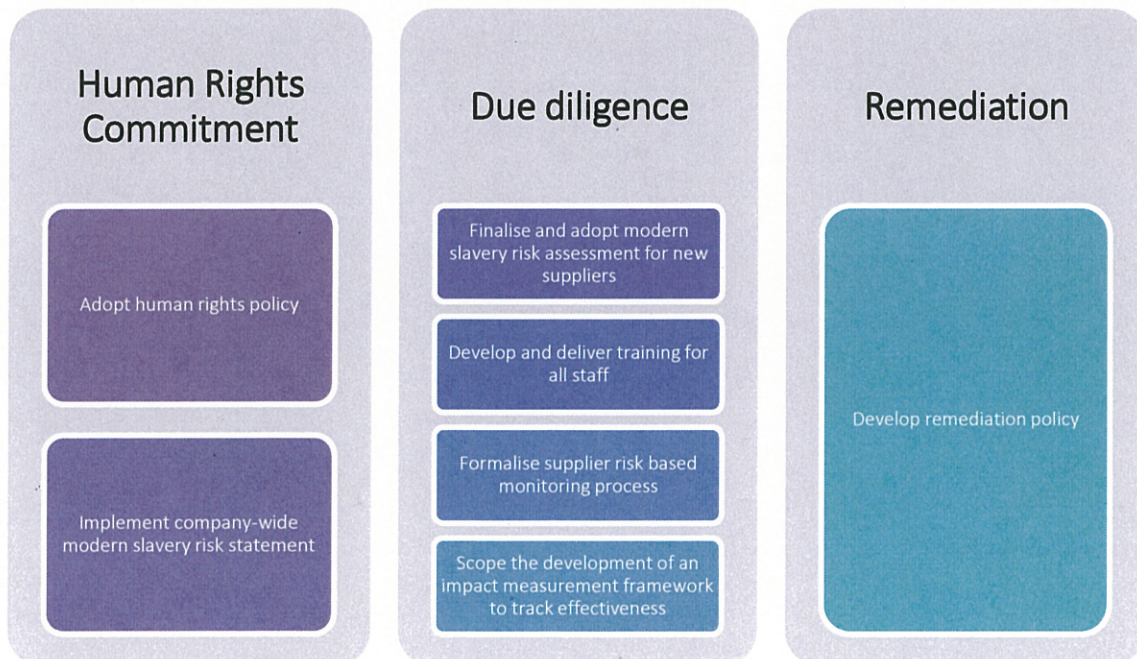 Human Rights
Commitment
Adopt human rights policy
Implement company-wide
modern slavery risk statement
Due diligence
Finalise and adopt modern
slavery risk assessment for new
suppliers
Develop and deliver training for
all staff
Formalise supplier risk based
monitoring process
Scope the development of an
impact measurement framework
to track effectiveness
Remediation
Develop remediation policy